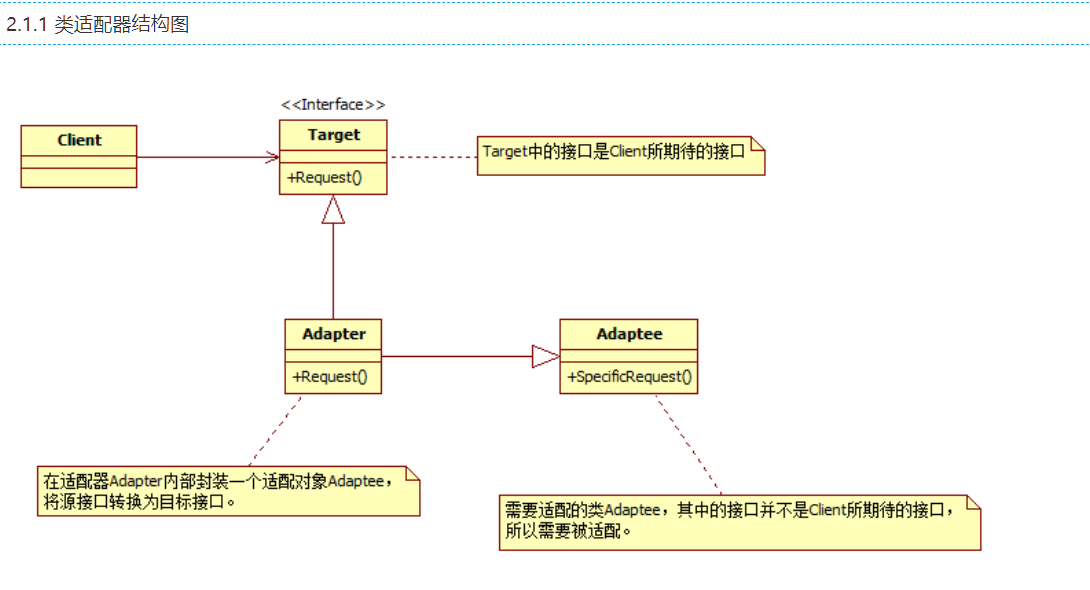 2.1.1 类适配器结构图
<<Interface>>
Client
Target
+Request()
Target中的接口是Client所期待的接口
Adapter
+Request()
Adaptee
+SpecificRequest()
在适配器Adapter内部封装一个适配对象Adaptee，
将源接口转换为目标接口。
需要适配的类Adaptee，其中的接口并不是Client所期待的接口，
所以需要被适配。